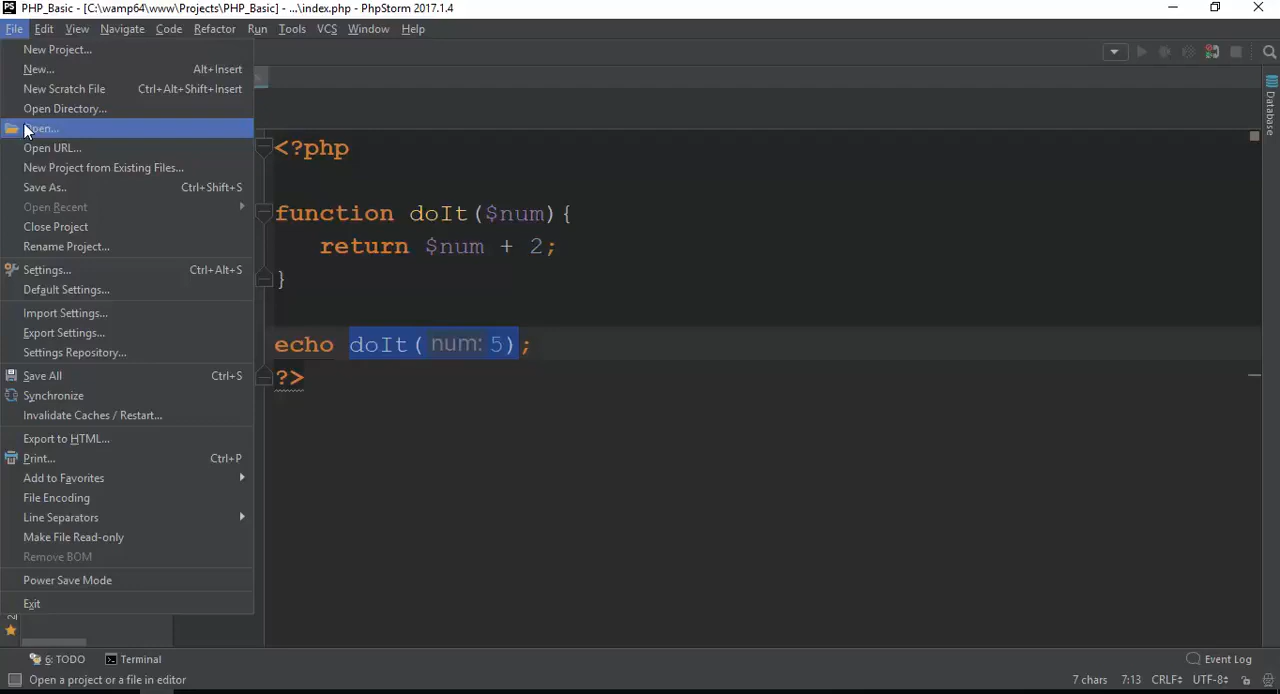 PS PHP_Basic - [C:\wamp64\www\Projects\PHP_Basic] - ...\index.php - PhpStorm 2017.1.4
File Edit View Navigate Code Refactor Run Tools VCS Window Help
New Project...
New... Alt+Insert
New Scratch File Ctrl+Alt+Shift+Insert
Open Directory...
Open...
Open URL...
New Project from Existing Files...
Save As.. Ctrl+Shift+S
Open Recent
Close Project
Rename Project...
Settings... Ctrl+Alt+S
Default Settings...
Import Settings...
Export Settings...
Settings Repository...
Save All Ctrl+S
Synchronize
Invalidate Caches / Restart...
Export to HTML...
Print... Ctrl+P
Add to Favorites
File Encoding
Line Separators
Make File Read-only
Remove BOM
Power Save Mode
Exit
<?php
function doIt($num){
return $num + 2;
}
echo doIt( num: 5);
?>
Database
6: TODO Terminal Event Log
Open a project or a file in editor 7 chars 7:13 CRLF UTF-8